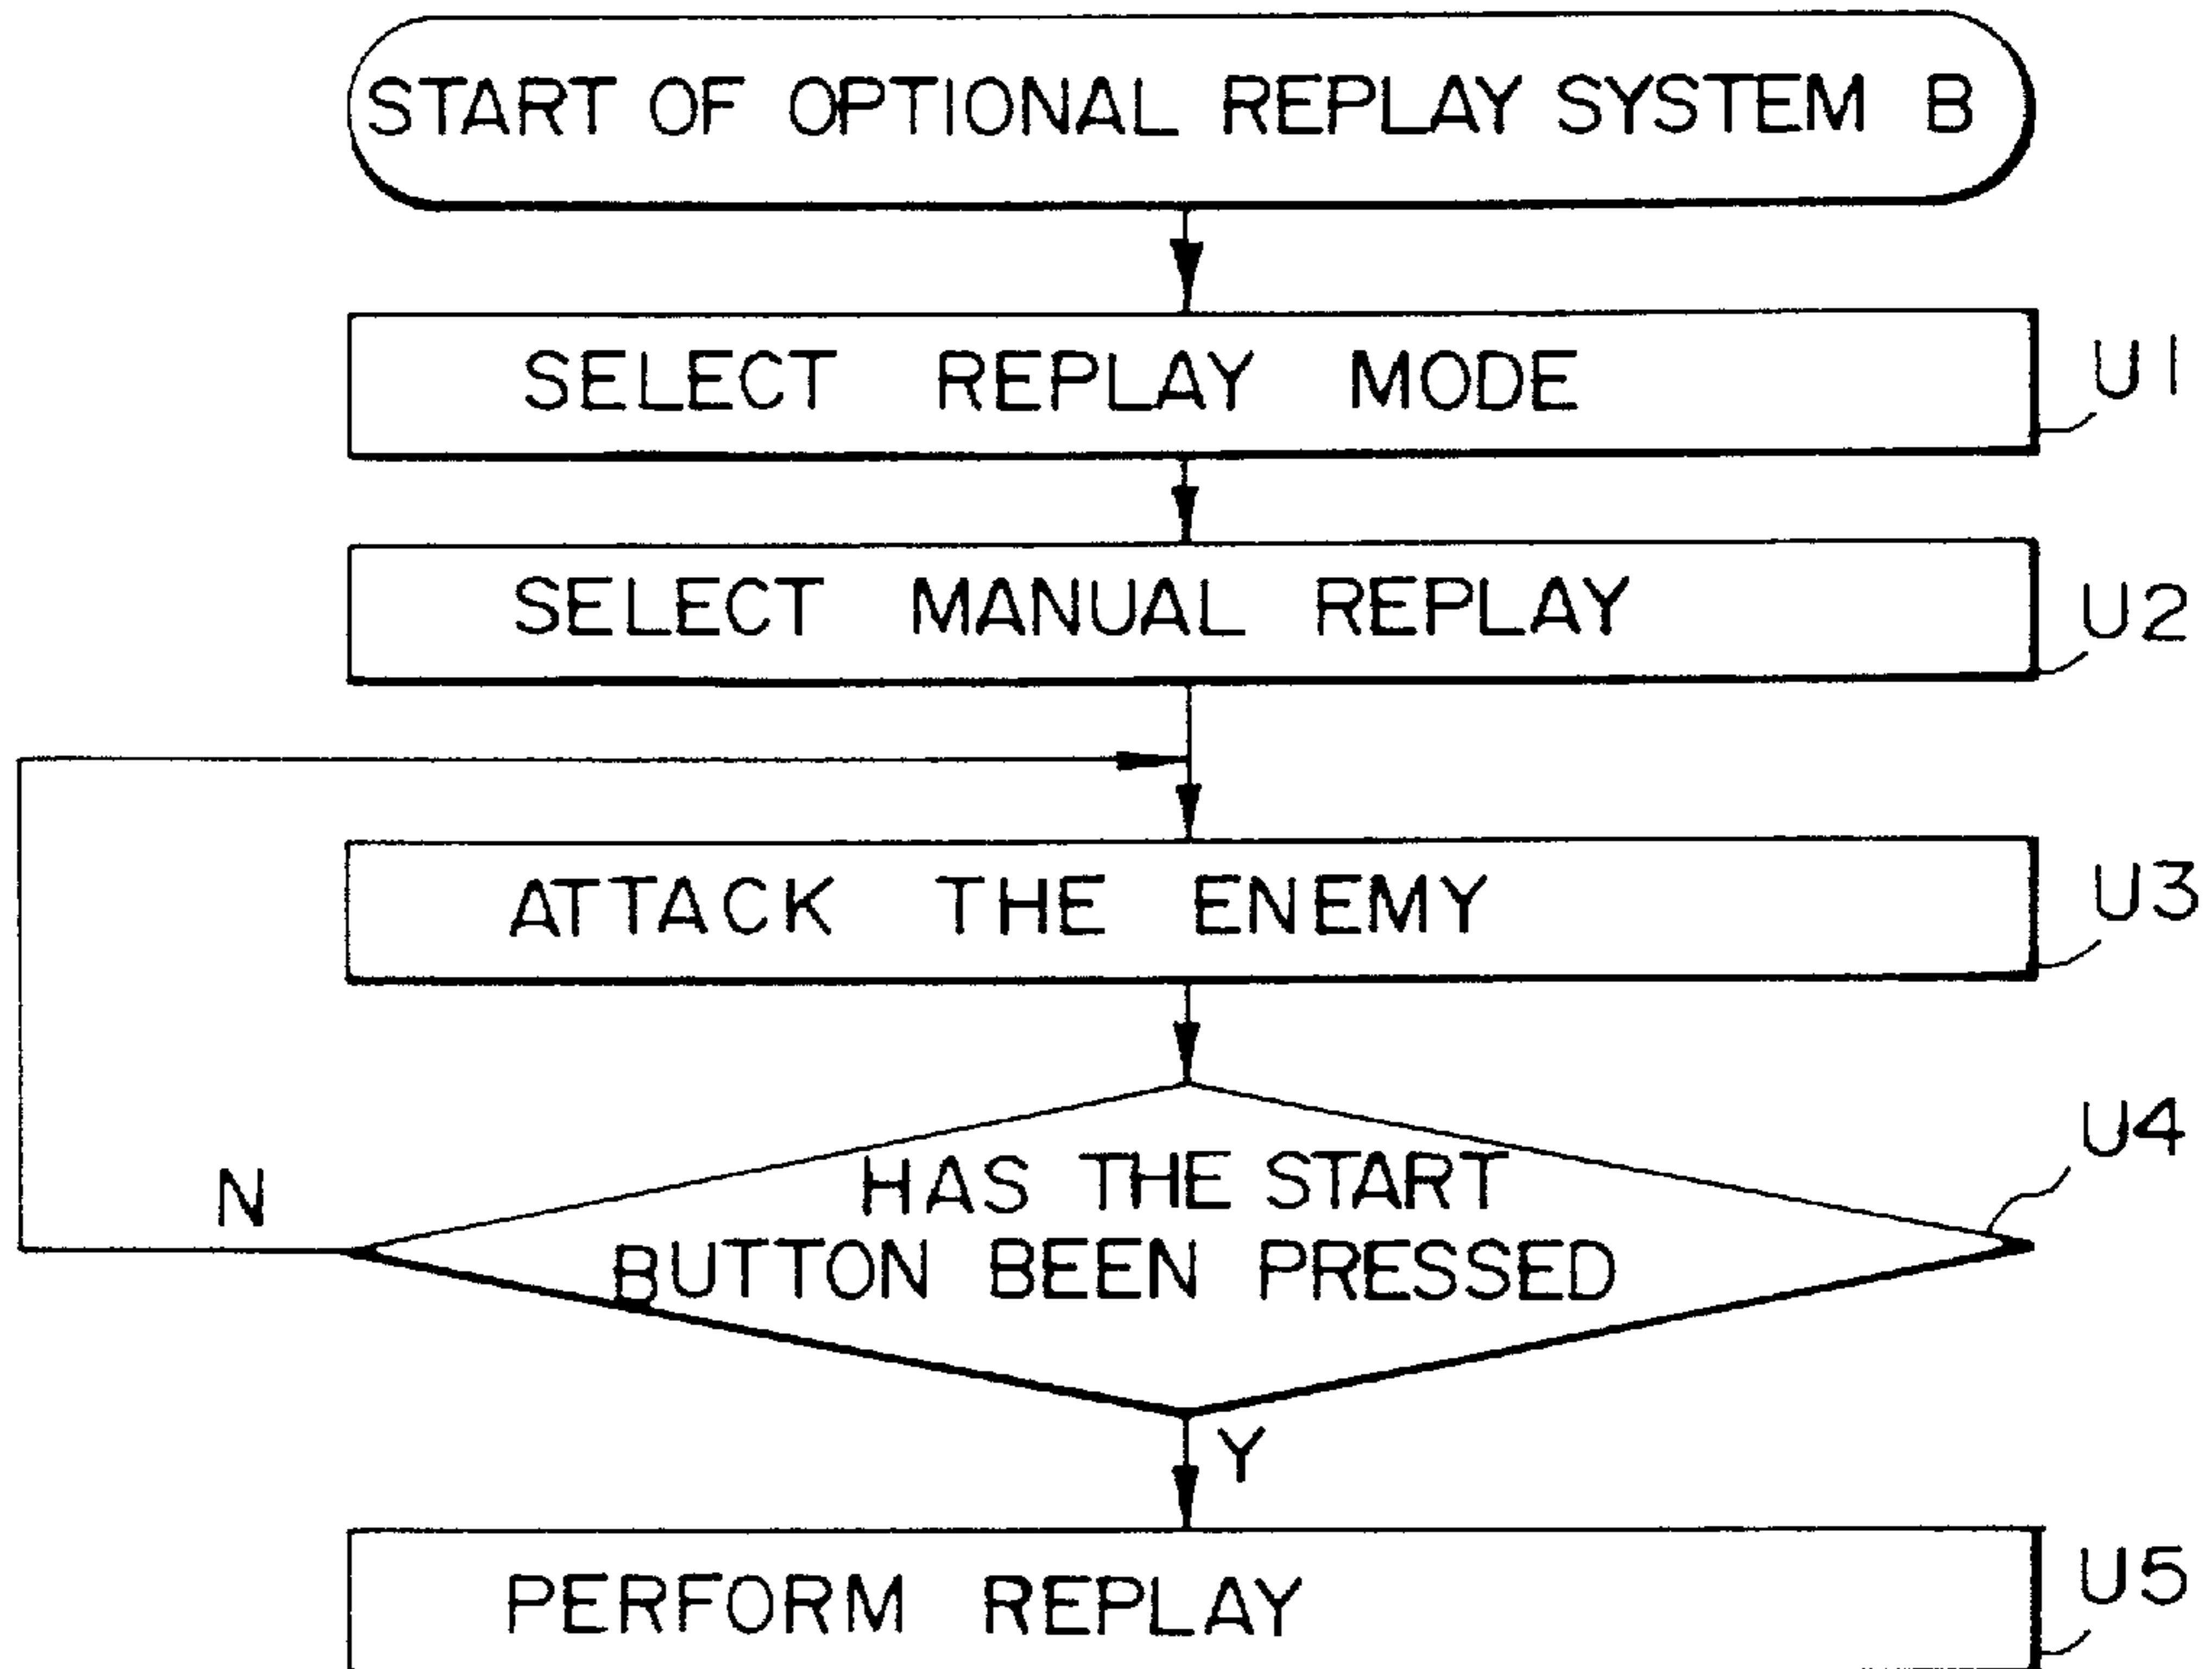 START OF OPTIONAL REPLAY SYSTEM B
SELECT REPLAY MODE
U1
SELECT MANUAL REPLAY
U2
ATTACK THE ENEMY
U3
HAS THE START
BUTTON BEEN PRESSED
U4
N
Y
PERFORM REPLAY
U5